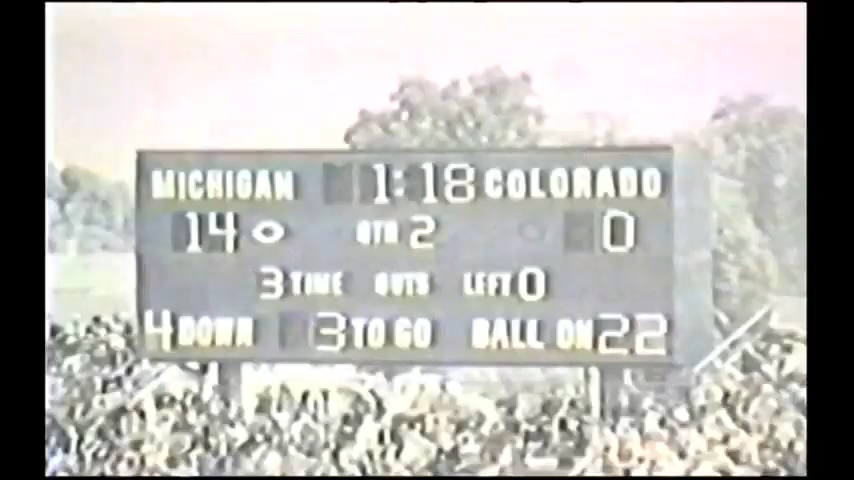 MICHIGAN 1:18 COLORADO
14 QTR 2 0
3 TIME OUTS LEFT 0
4 DOWN 3 TO GO BALL ON 22